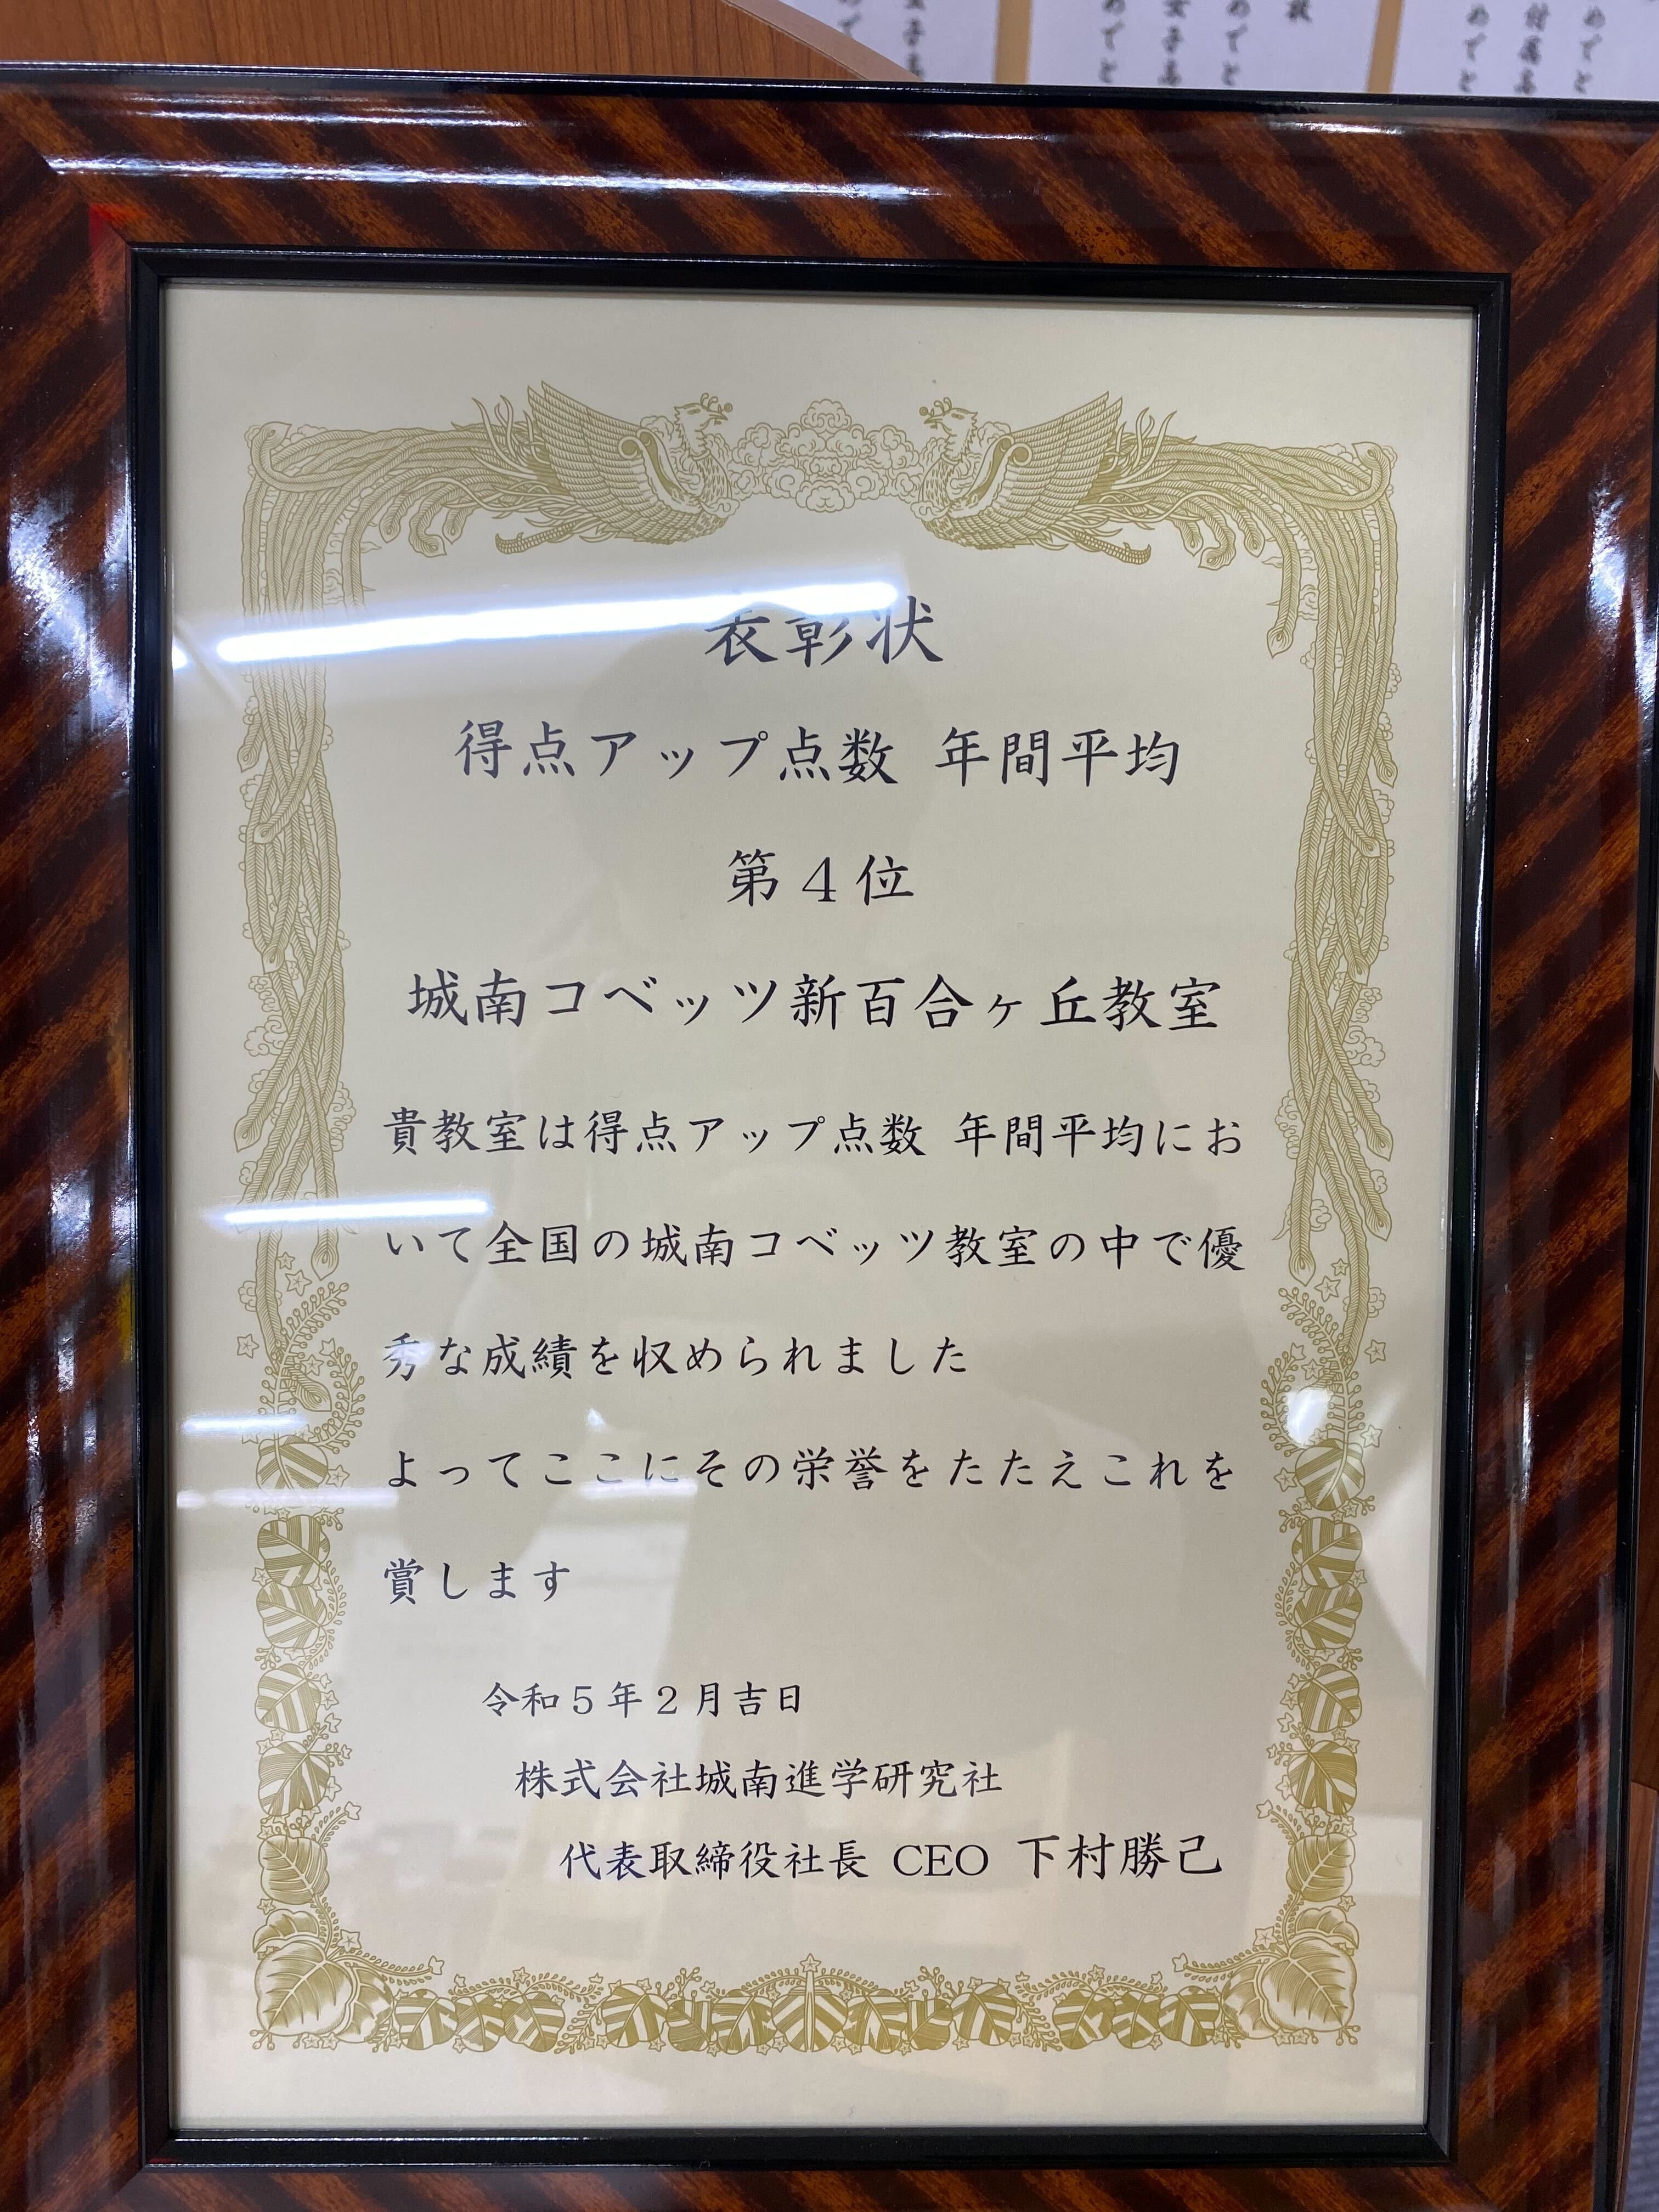 表彰状
得点アップ点数 年間平均
第4位
城南コベッツ新百合ヶ丘教室
貴教室は得点アップ点数 年間平均にお
いて全国の城南コベッツ教室の中で優
秀な成績を収められました
よってここにその栄誉をたたえこれを
賞します
令和5年2月吉日
株式会社城南進学研究社
代表取締役社長 CEO 下村勝己